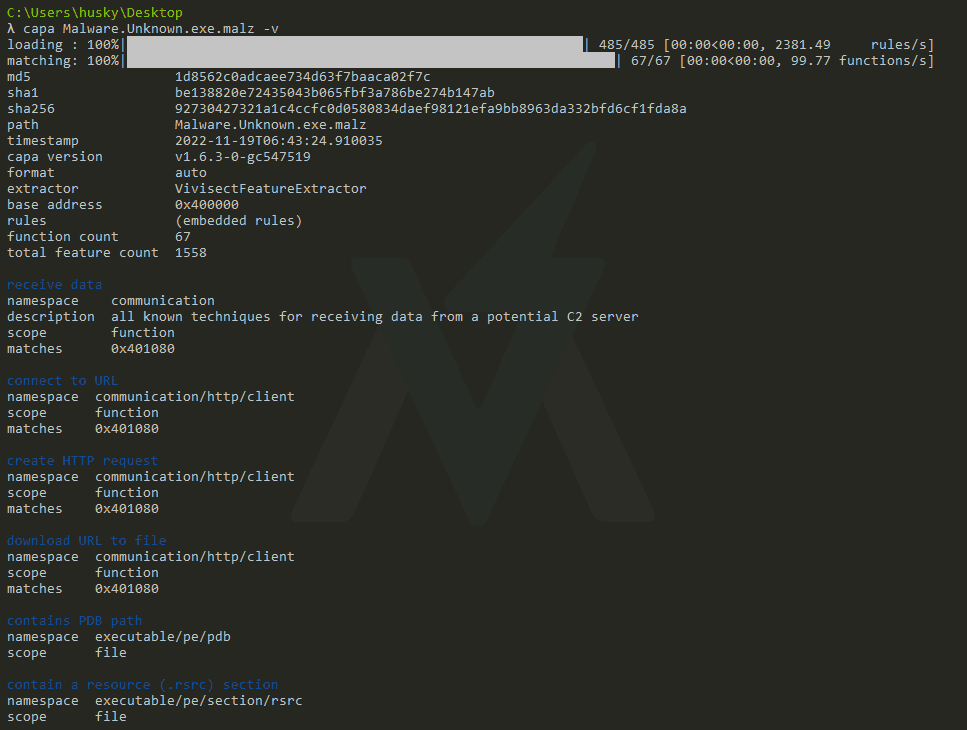 C:\Users\husky\Desktop
λ capa Malware.Unknown.exe.malz -v
loading : 100%| | 485/485 [00:00<00:00, 2381.49 rules/s]
matching: 100%| | 67/67 [00:00<00:00, 99.77 functions/s]
md5 1d8562c0adcaee734d63f7baaca02f7c
sha1 be138820e72435043b065fbf3a786be274b147ab
sha256 92730427321a1c4ccfc0d0580834daef98121efa9bb8963da332bfd6cf1fda8a
path Malware.Unknown.exe.malz
timestamp 2022-11-19T06:43:24.910035
capa version v1.6.3-0-gc547519
format auto
extractor VivisectFeatureExtractor
base address 0x400000
rules (embedded rules)
function count 67
total feature count 1558
receive data
namespace communication
description all known techniques for receiving data from a potential C2 server
scope function
matches 0x401080
connect to URL
namespace communication/http/client
scope function
matches 0x401080
create HTTP request
namespace communication/http/client
scope function
matches 0x401080
download URL to file
namespace communication/http/client
scope function
matches 0x401080
contains PDB path
namespace executable/pe/pdb
scope file
contain a resource (.rsrc) section
namespace executable/pe/section/rsrc
scope file